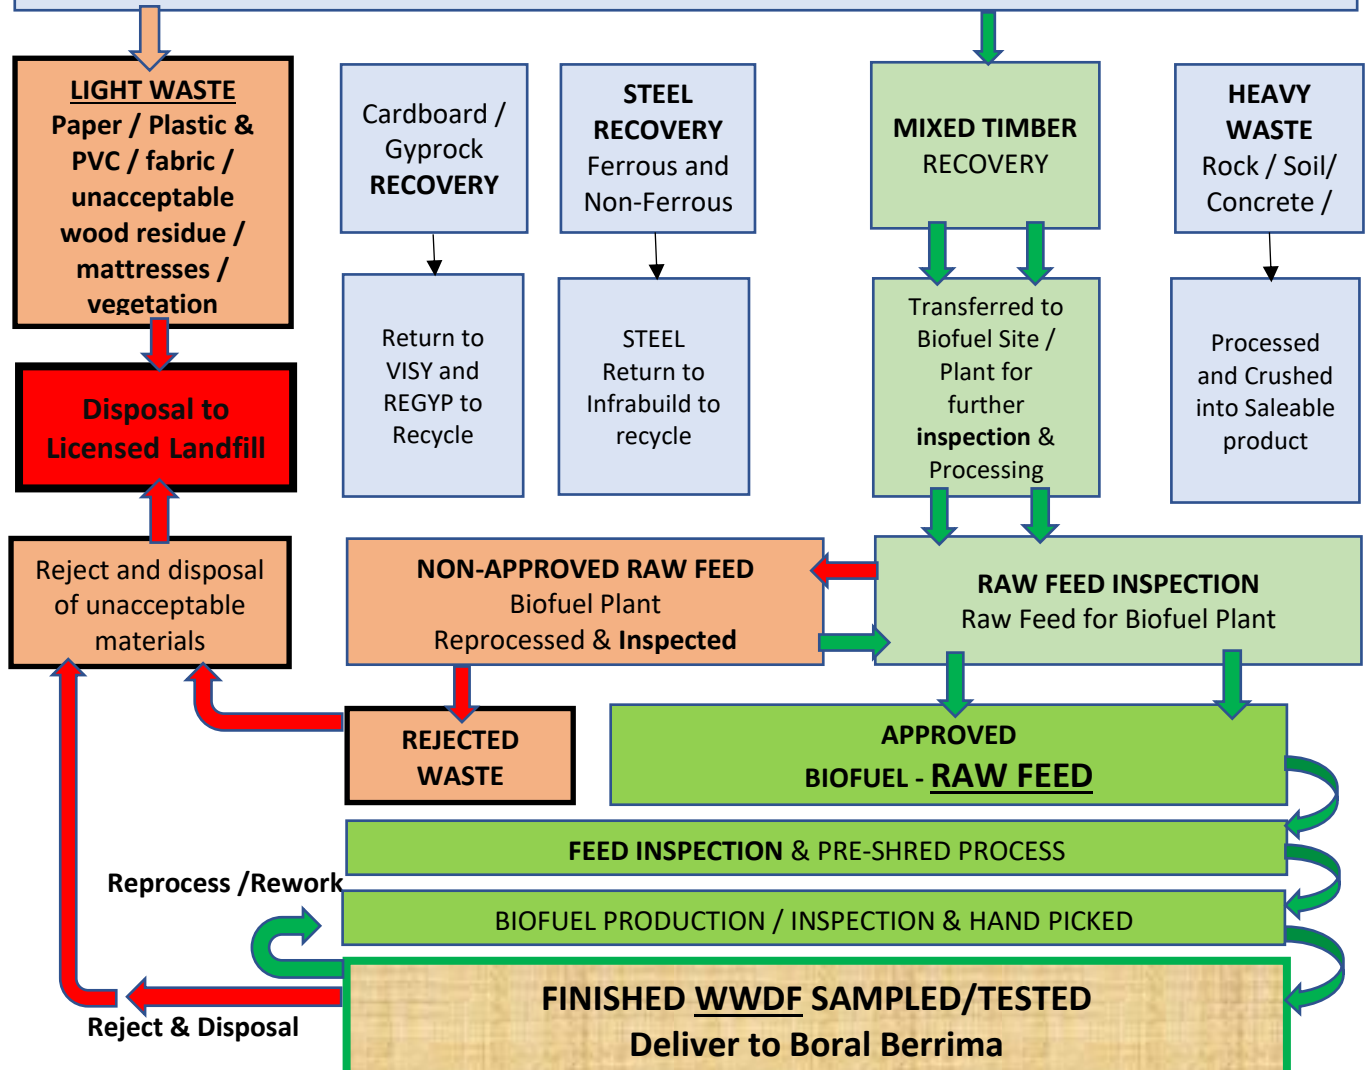 LIGHT WASTE
Paper / Plastic &
PVC / fabric /
unacceptable
wood residue /
mattresses /
vegetation
Cardboard /
Gyprock
RECOVERY
STEEL
RECOVERY
Ferrous and
Non-Ferrous
MIXED TIMBER
RECOVERY
HEAVY
WASTE
Rock / Soil/
Concrete /
Disposal to
Licensed Landfill
Return to
VISY and
REGYP to
Recycle
STEEL
Return to
Infrabuild to
recycle
Transferred to
Biofuel Site /
Plant for
further
inspection &
Processing
Processed
and Crushed
into Saleable
product
Reject and disposal
of unacceptable
materials
NON-APPROVED RAW FEED
Biofuel Plant
Reprocessed & Inspected
RAW FEED INSPECTION
Raw Feed for Biofuel Plant
REJECTED
WASTE
APPROVED
BIOFUEL - RAW FEED
FEED INSPECTION & PRE-SHRED PROCESS
Reprocess /Rework
BIOFUEL PRODUCTION / INSPECTION & HAND PICKED
FINISHED WWDF SAMPLED/TESTED
Deliver to Boral Berrima
Reject & Disposal